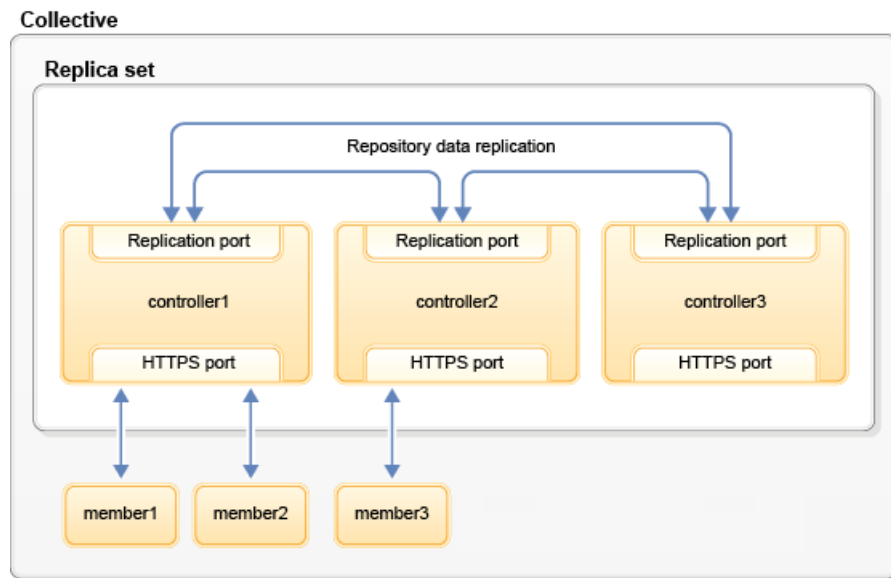 Collective
Replica set
Repository data replication
Replication port
Replication port
Replication port
controller1
controller2
controller3
HTTPS port
HTTPS port
HTTPS port
member1
member2
member3